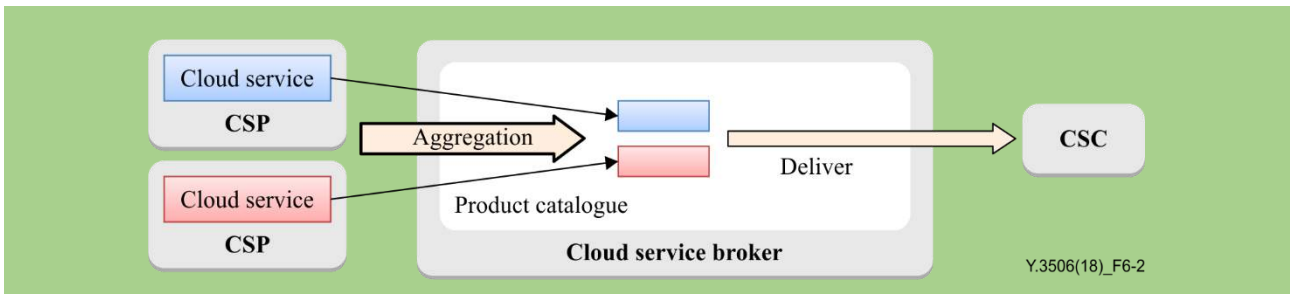 Cloud service
CSP
Aggregation
Cloud service
CSP
Product catalogue
Cloud service broker
Deliver
CSC
Y.3506(18)_F6-2